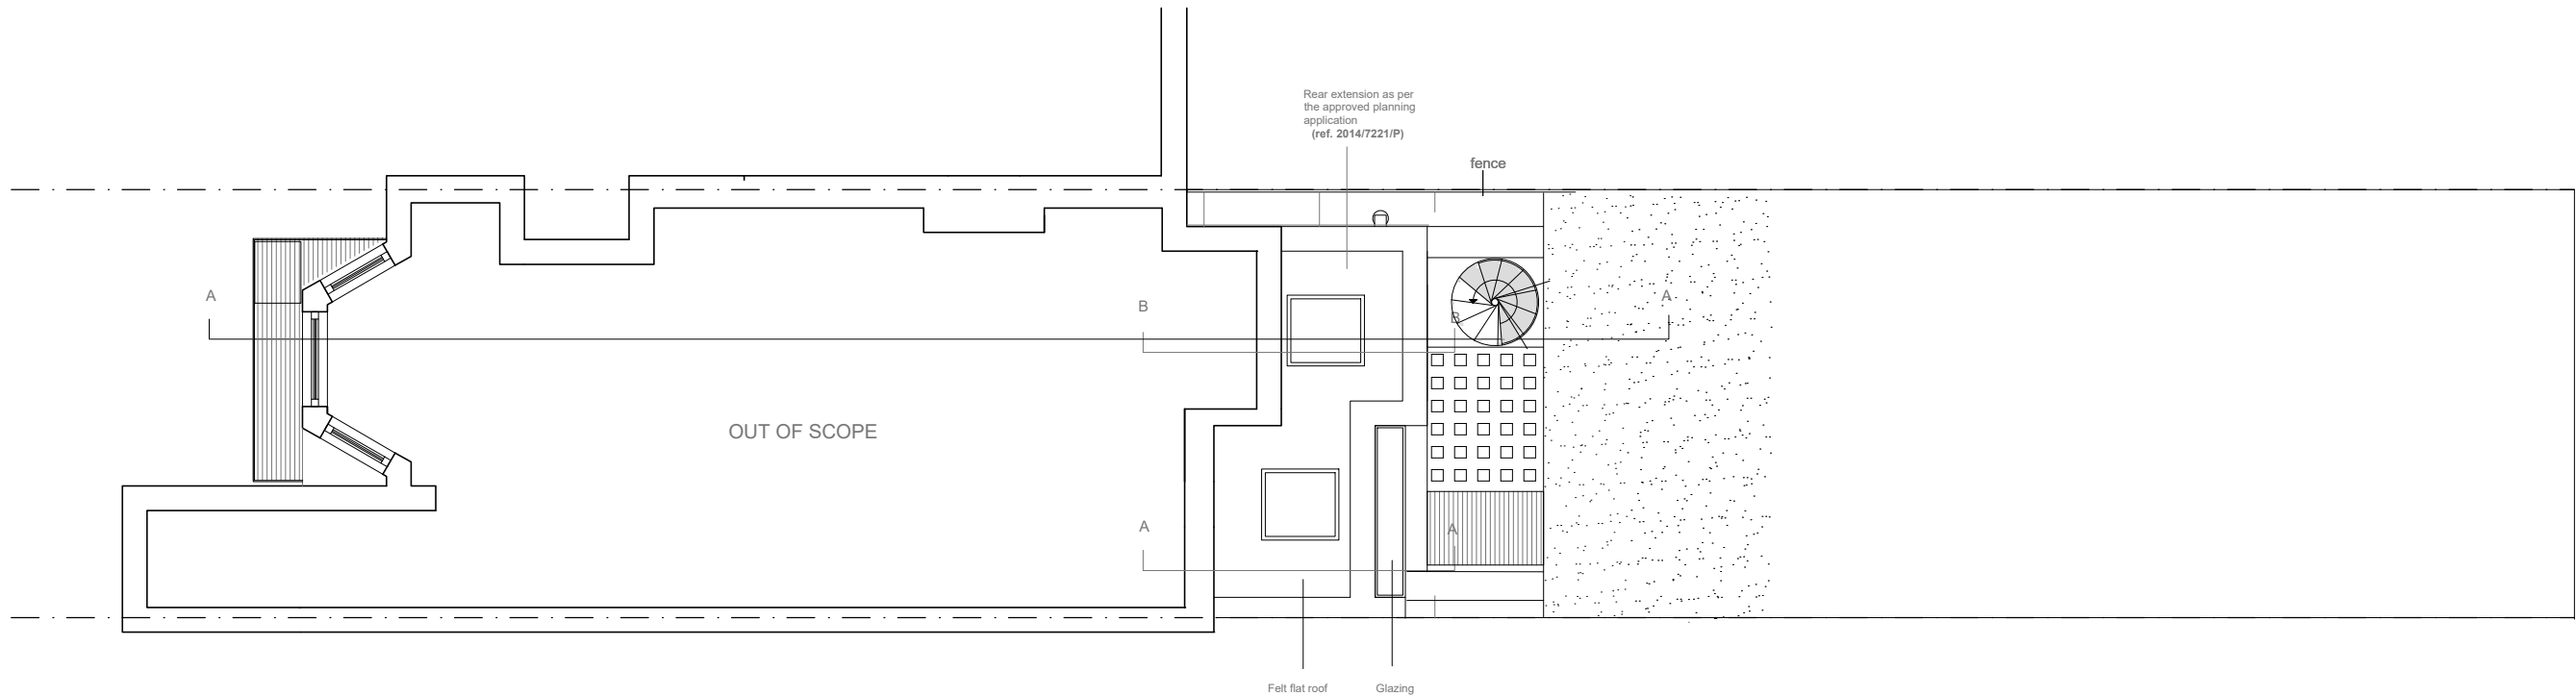 Rear extension as per
the approved planning
application
(ref. 2014/7221/P)
fence
A
B
A
B
OUT OF SCOPE
A
A
Felt flat roof
Glazing